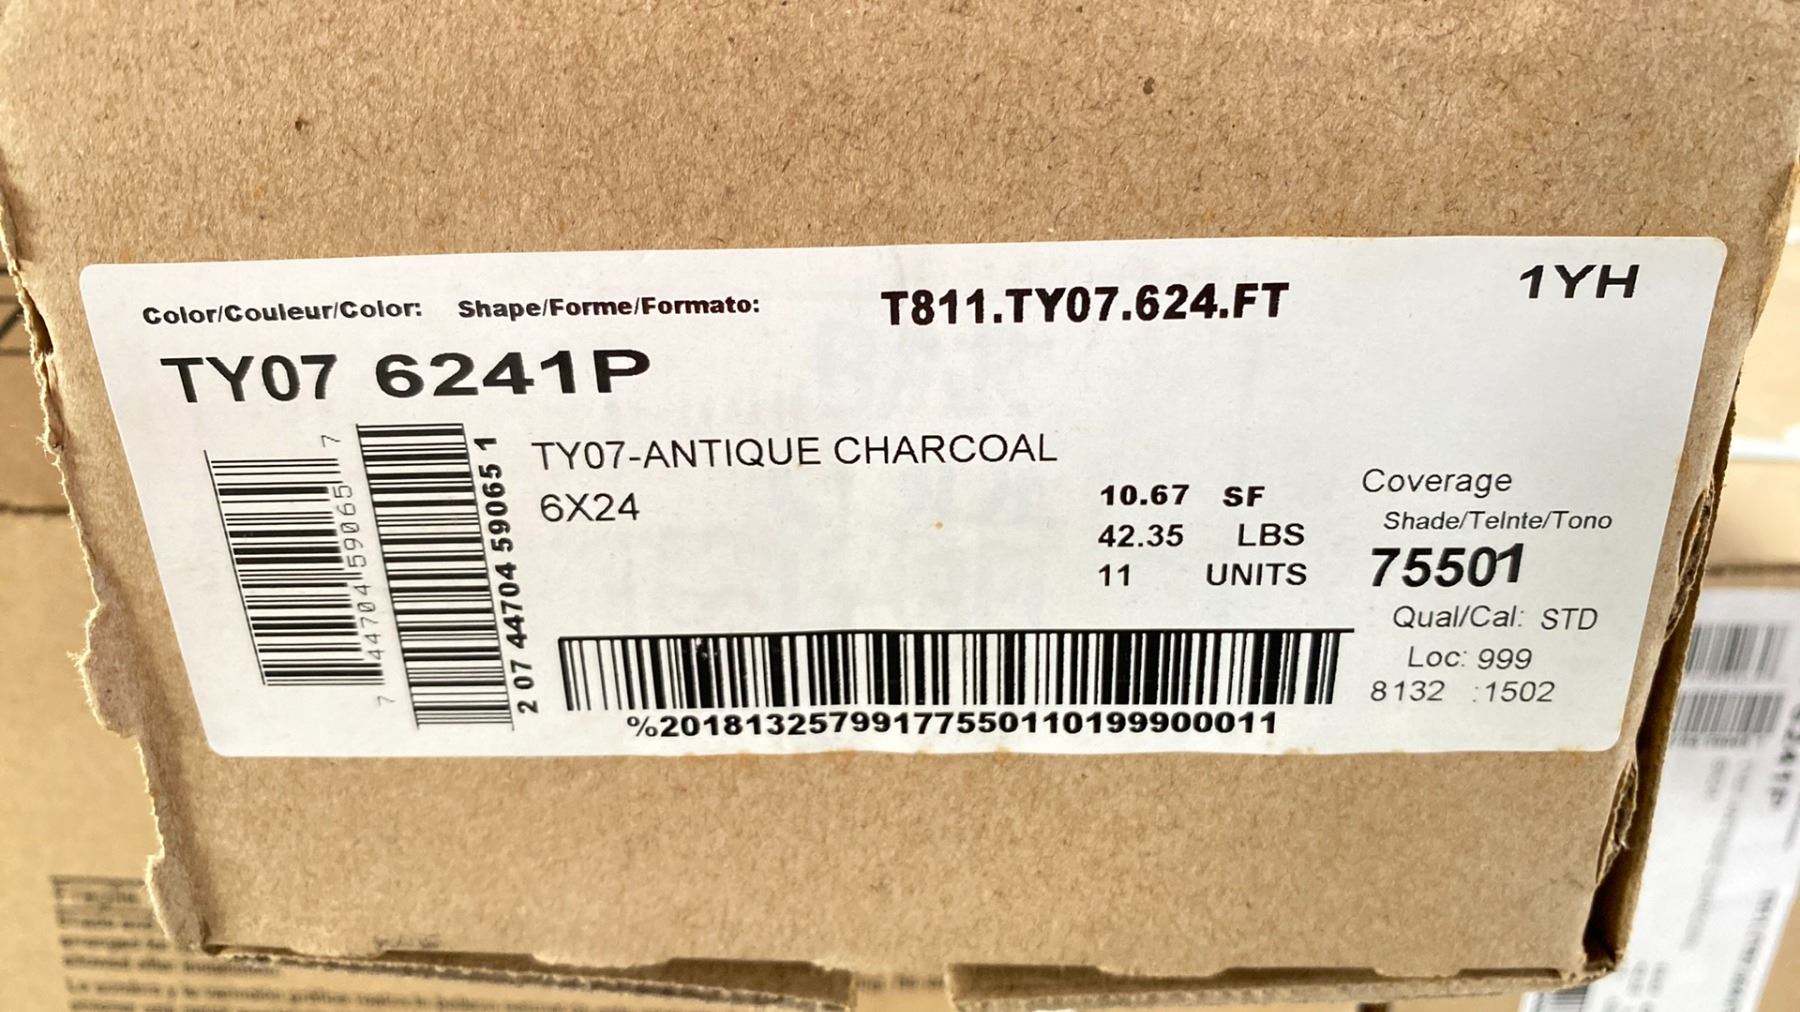 Color/Couleur/Color: Shape/Forme/Formato: T811.TY07.624.FT 1YH
TY07 6241P
TY07-ANTIQUE CHARCOAL
6X24
10.67 SF Coverage
42.35 LBS
11 UNITS
Shade/TeInte/Tono
75501
Qual/Cal: STD
Loc: 999
8132 :1502
7 44704 59065 7
2 07 44704 59065 1
%2018132579917755011019990011